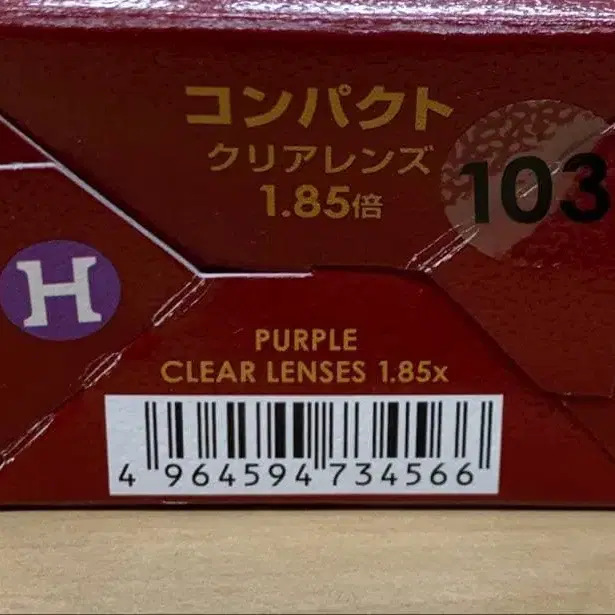 コンパクト
クリアレンズ
1.85倍
103
H
PURPLE
CLEAR LENSES 1.85x
4 964594 734566